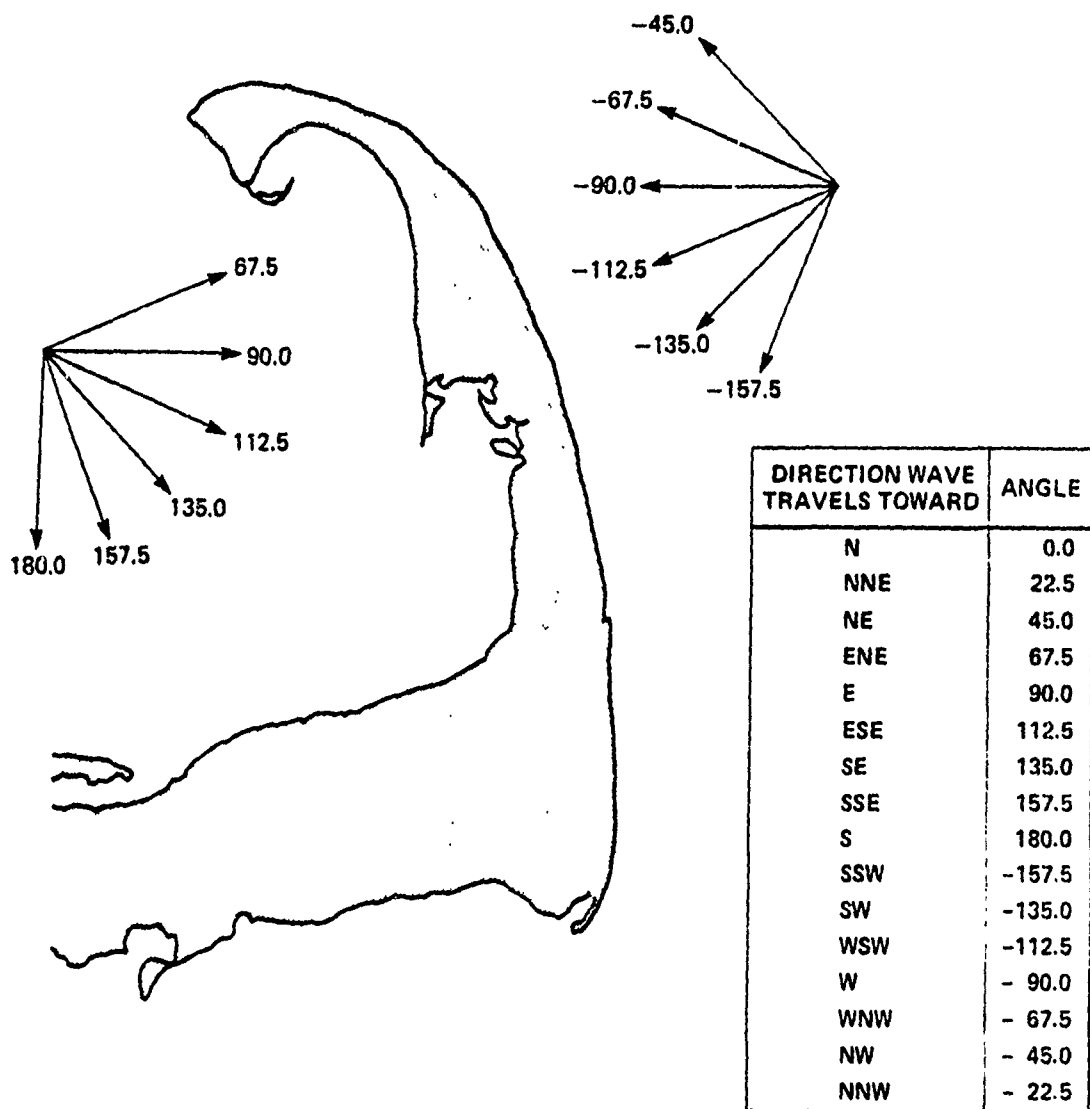 -45.0
-67.5
-90.0
-112.5
-135.0
-157.5
67.5
90.0
112.5
135.0
157.5
180.0
DIRECTION WAVE TRAVELS TOWARD ANGLE
N 0.0
NNE 22.5
NE 45.0
ENE 67.5
E 90.0
ESE 112.5
SE 135.0
SSE 157.5
S 180.0
SSW -157.5
SW -135.0
WSW -112.5
W - 90.0
WNW - 67.5
NW - 45.0
NNW - 22.5